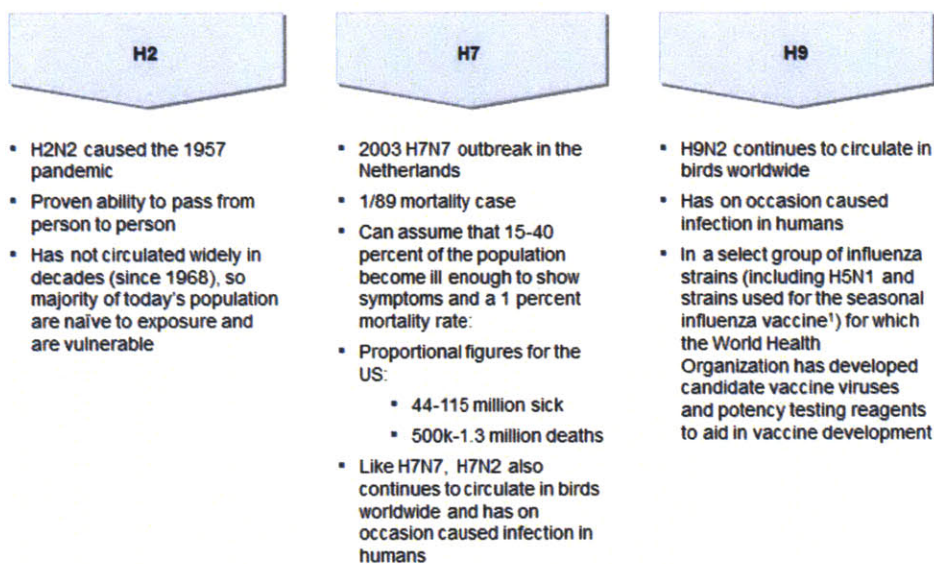 H2
▪ H2N2 caused the 1957
pandemic
▪ Proven ability to pass from
person to person
▪ Has not circulated widely in
decades (since 1968), so
majority of today's population
are naïve to exposure and
are vulnerable
H7
▪ 2003 H7N7 outbreak in the
Netherlands
▪ 1/89 mortality case
▪ Can assume that 15-40
percent of the population
become ill enough to show
symptoms and a 1 percent
mortality rate:
▪ Proportional figures for the
US:
▪ 44-115 million sick
▪ 500k-1.3 million deaths
▪ Like H7N7, H7N2 also
continues to circulate in birds
worldwide and has on
occasion caused infection in
humans
H9
▪ H9N2 continues to circulate in
birds worldwide
▪ Has on occasion caused
infection in humans
▪ In a select group of influenza
strains (including H5N1 and
strains used for the seasonal
influenza vaccine¹) for which
the World Health
Organization has developed
candidate vaccine viruses
and potency testing reagents
to aid in vaccine development